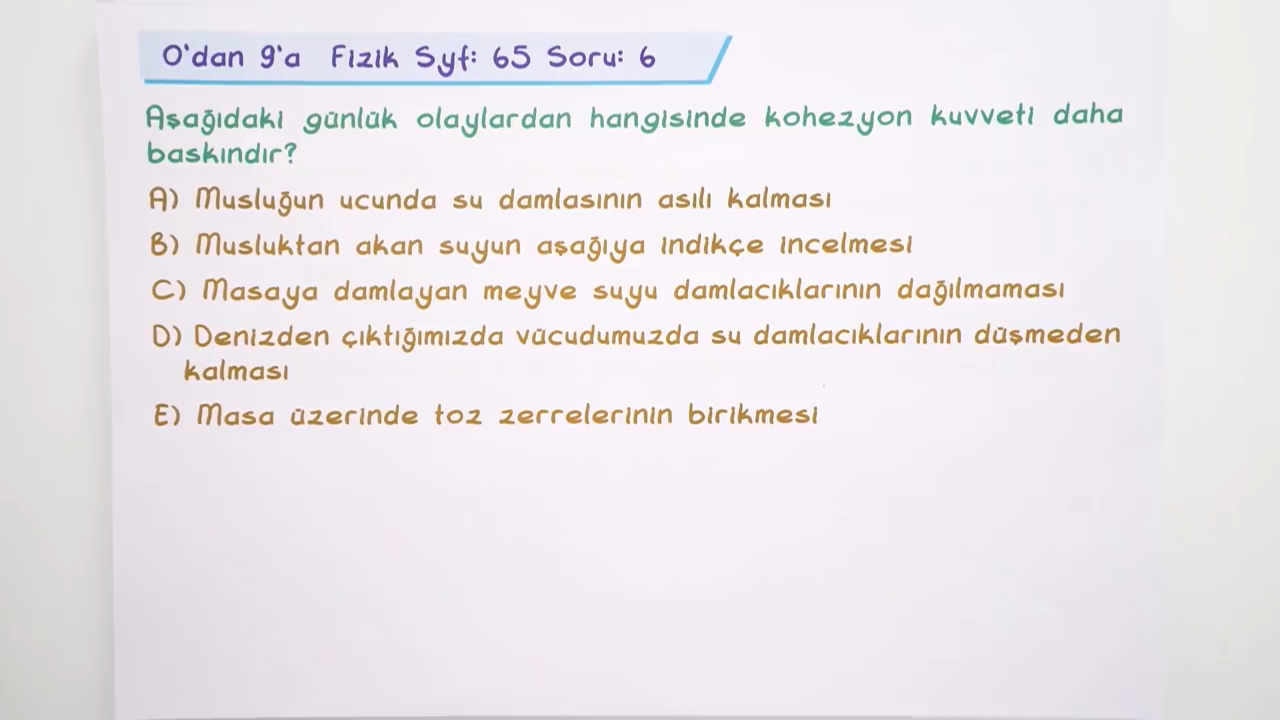 0'dan 9'a Fizik Syf: 65 Soru: 6
Aşağıdaki günlük olaylardan hangisinde kohezyon kuvveti daha
baskındır?
A) Musluğun ucunda su damlasının asılı kalması
B) Musluktan akan suyun aşağıya indikçe incelmesi
C) Masaya damlayan meyve suyu damlacıklarının dağılmaması
D) Denizden çıktığımızda vücudumuzda su damlacıklarının düşmeden
kalması
E) Masa üzerinde toz zerrelerinin birikmesi